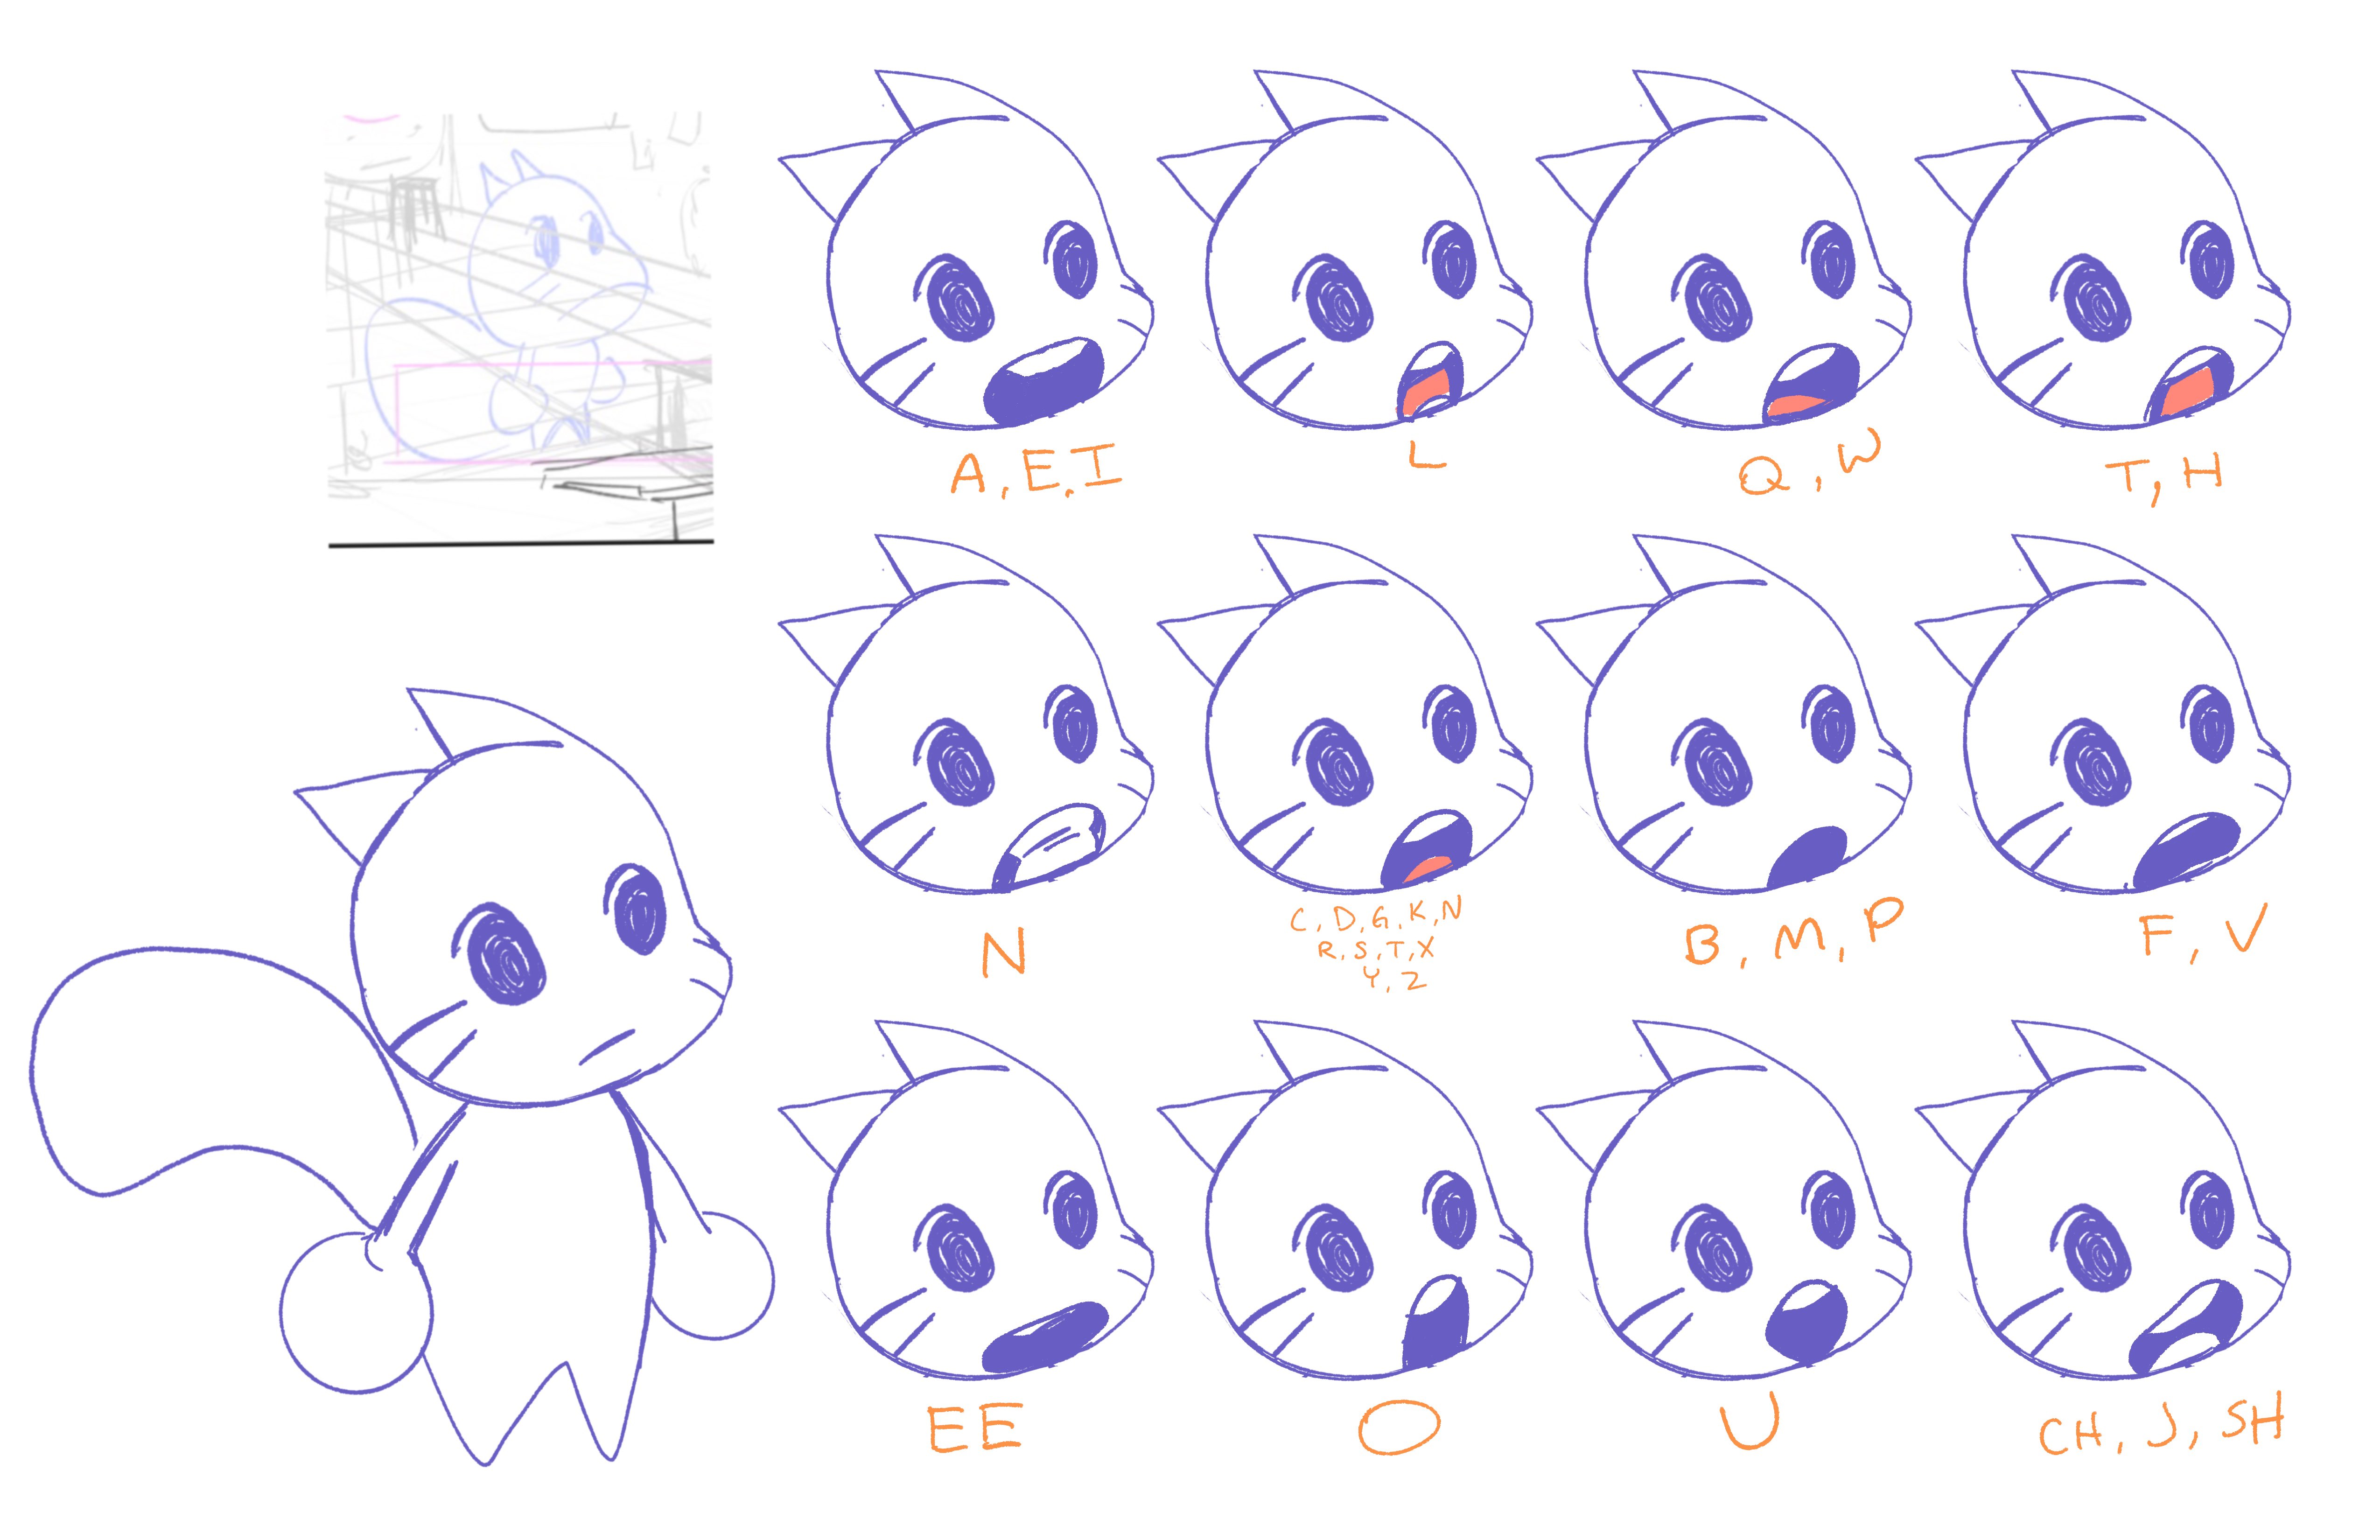 A, E, I
L
Q, W
T, H
N
C, D, G, K, N
R, S, T, X
Y, Z
B, M, P
F, V
EE
O
U
CH, J, SH